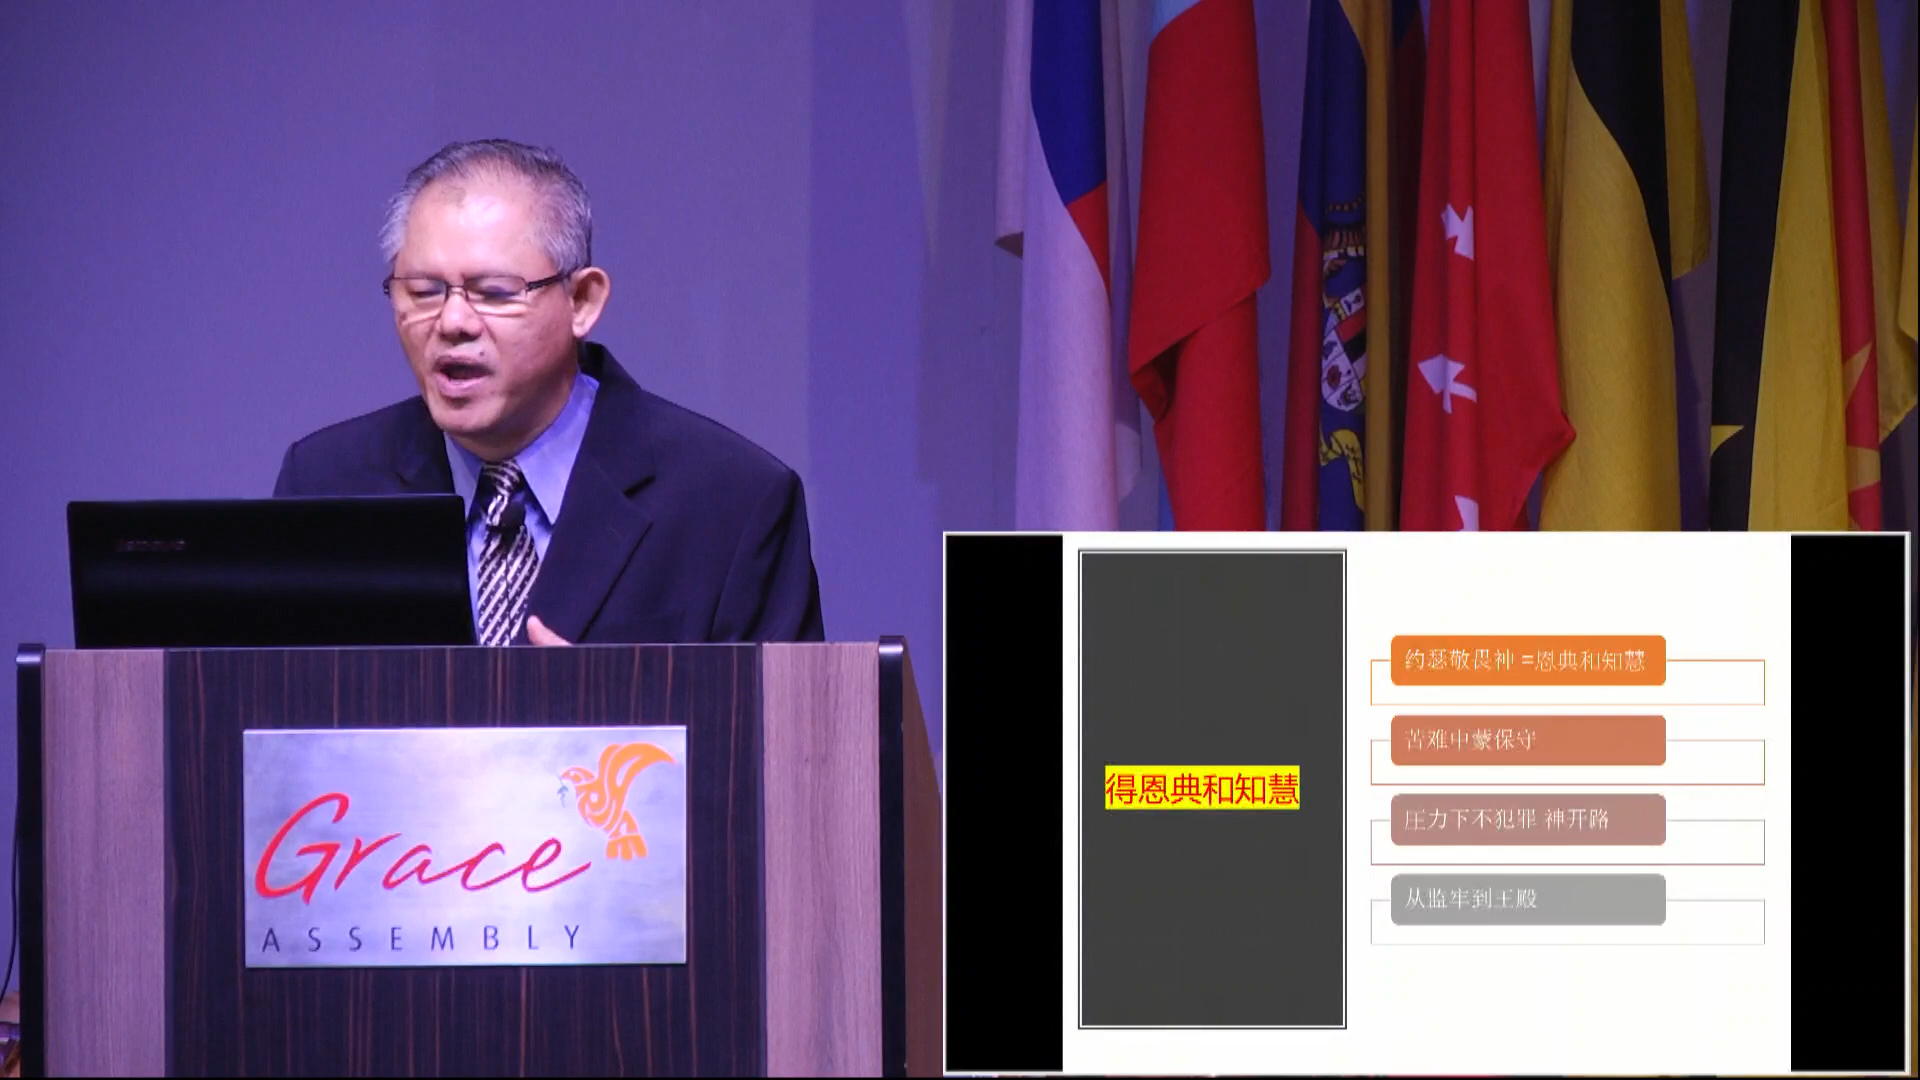 lenovo
Grace
ASSEMBLY
得恩典和知慧
约瑟敬畏神 =恩典和知慧
苦难中蒙保守
压力下不犯罪 神开路
从监牢到王殿